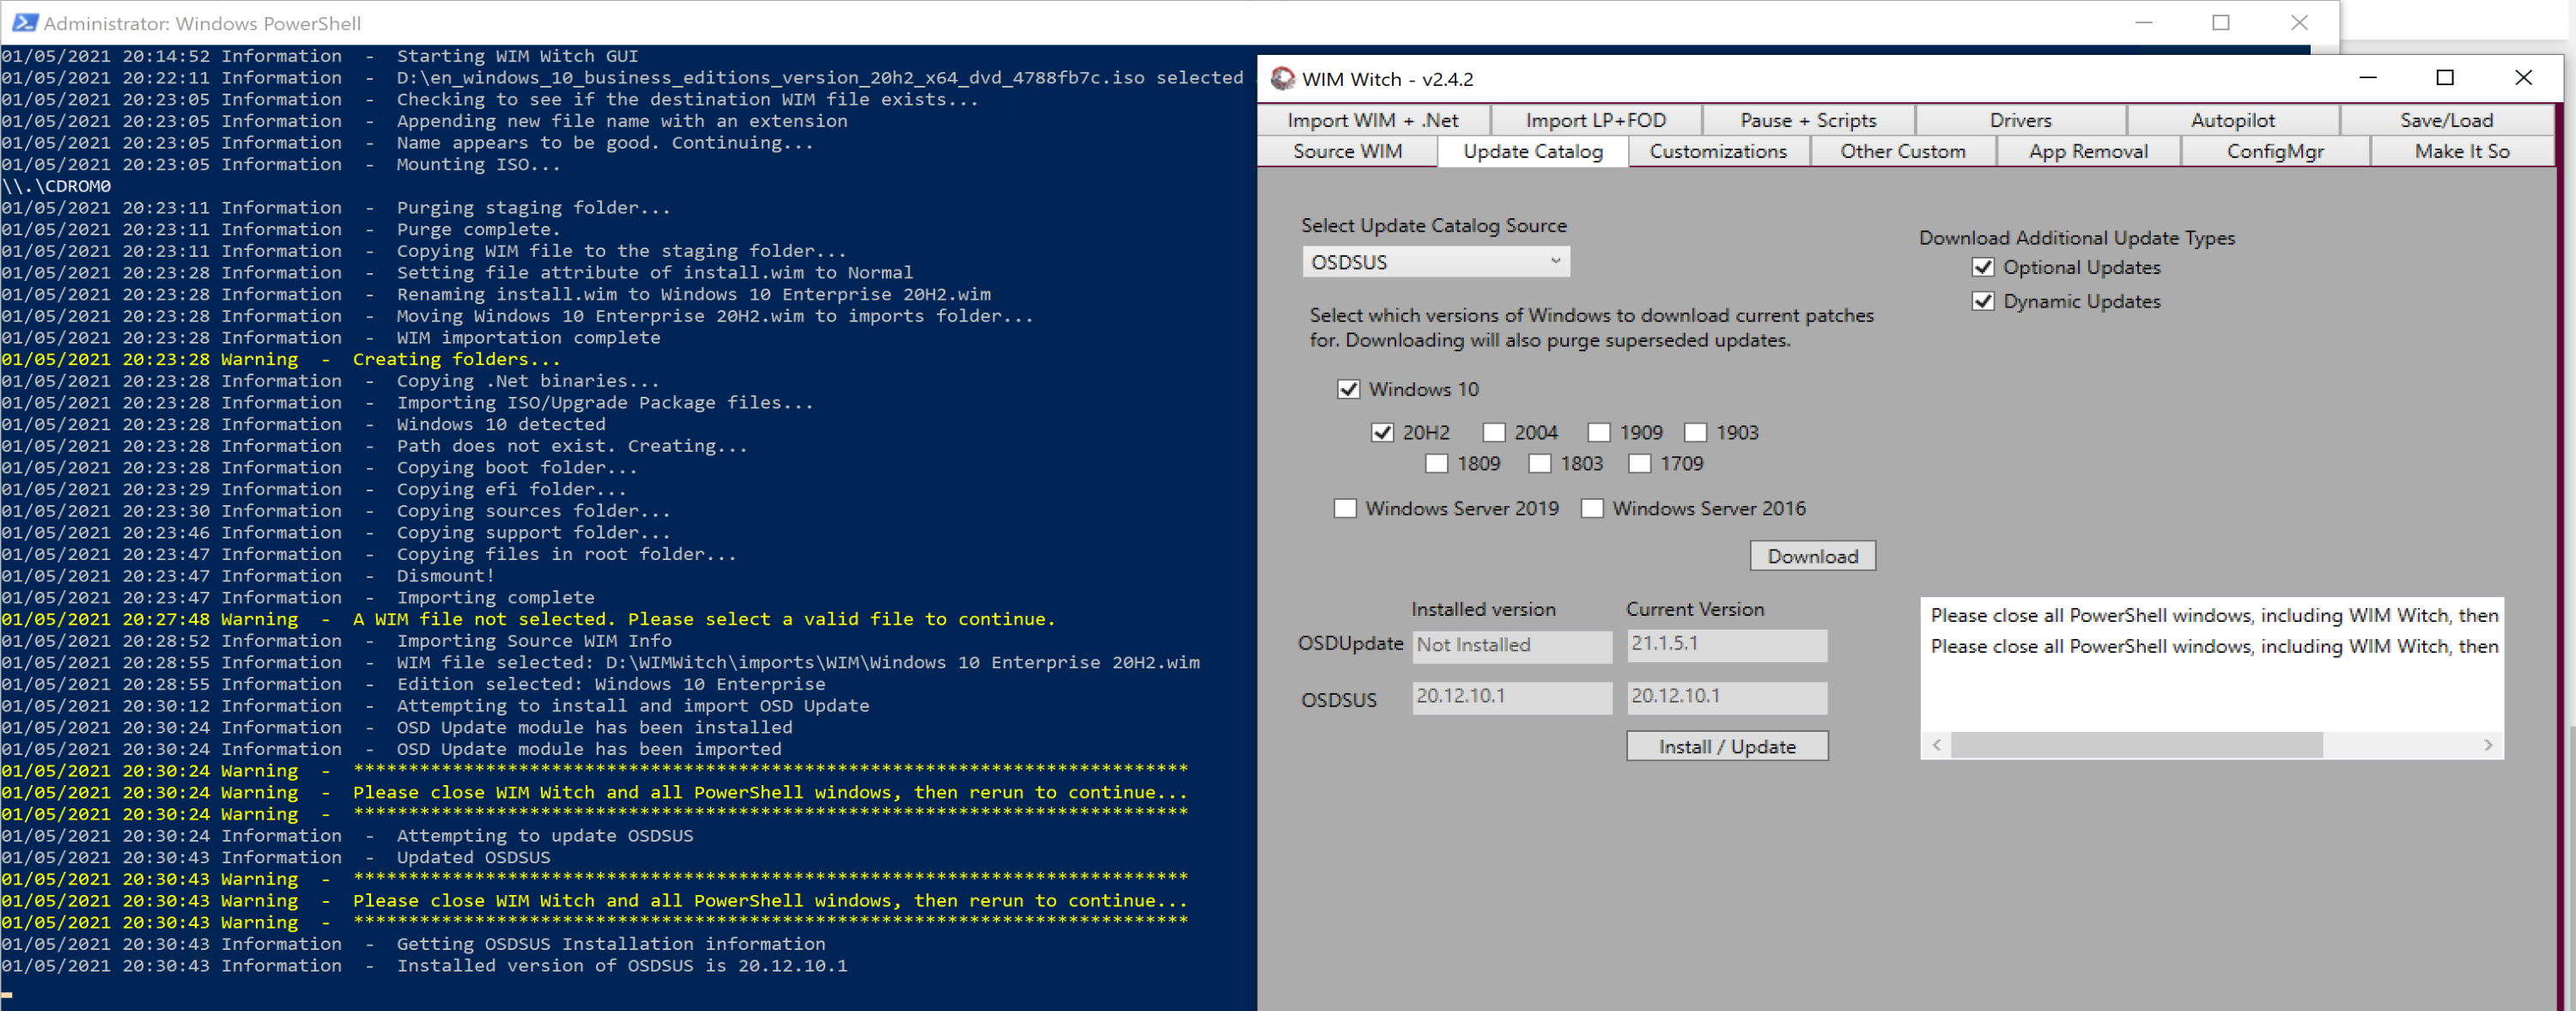 Administrator: Windows PowerShell
01/05/2021 20:14:52 Information  -  Starting WIM Witch GUI
01/05/2021 20:22:11 Information  -  D:\en_windows_10_business_editions_version_20h2_x64_dvd_4788fb7c.iso selected
01/05/2021 20:23:05 Information  -  Checking to see if the destination WIM file exists...
01/05/2021 20:23:05 Information  -  Appending new file name with an extension
01/05/2021 20:23:05 Information  -  Name appears to be good. Continuing...
01/05/2021 20:23:05 Information  -  Mounting ISO...
\\.\CDROM0
01/05/2021 20:23:11 Information  -  Purging staging folder...
01/05/2021 20:23:11 Information  -  Purge complete.
01/05/2021 20:23:11 Information  -  Copying WIM file to the staging folder...
01/05/2021 20:23:28 Information  -  Setting file attribute of install.wim to Normal
01/05/2021 20:23:28 Information  -  Renaming install.wim to Windows 10 Enterprise 20H2.wim
01/05/2021 20:23:28 Information  -  Moving Windows 10 Enterprise 20H2.wim to imports folder...
01/05/2021 20:23:28 Information  -  WIM importation complete
01/05/2021 20:23:28 Warning  -  Creating folders...
01/05/2021 20:23:28 Information  -  Copying .Net binaries...
01/05/2021 20:23:28 Information  -  Importing ISO/Upgrade Package files...
01/05/2021 20:23:28 Information  -  Windows 10 detected
01/05/2021 20:23:28 Information  -  Path does not exist. Creating...
01/05/2021 20:23:28 Information  -  Copying boot folder...
01/05/2021 20:23:29 Information  -  Copying efi folder...
01/05/2021 20:23:30 Information  -  Copying sources folder...
01/05/2021 20:23:46 Information  -  Copying support folder...
01/05/2021 20:23:47 Information  -  Copying files in root folder...
01/05/2021 20:23:47 Information  -  Dismount!
01/05/2021 20:23:47 Information  -  Importing complete
01/05/2021 20:27:48 Warning  -  A WIM file not selected. Please select a valid file to continue.
01/05/2021 20:28:52 Information  -  Importing Source WIM Info
01/05/2021 20:28:55 Information  -  WIM file selected: D:\WIMWitch\imports\WIM\Windows 10 Enterprise 20H2.wim
01/05/2021 20:28:55 Information  -  Edition selected: Windows 10 Enterprise
01/05/2021 20:30:12 Information  -  Attempting to install and import OSD Update
01/05/2021 20:30:24 Information  -  OSD Update module has been installed
01/05/2021 20:30:24 Information  -  OSD Update module has been imported
01/05/2021 20:30:24 Warning  -  ****************************************************************************
01/05/2021 20:30:24 Warning  -  Please close WIM Witch and all PowerShell windows, then rerun to continue...
01/05/2021 20:30:24 Warning  -  ****************************************************************************
01/05/2021 20:30:24 Information  -  Attempting to update OSDSUS
01/05/2021 20:30:43 Information  -  Updated OSDSUS
01/05/2021 20:30:43 Warning  -  ****************************************************************************
01/05/2021 20:30:43 Warning  -  Please close WIM Witch and all PowerShell windows, then rerun to continue...
01/05/2021 20:30:43 Warning  -  ****************************************************************************
01/05/2021 20:30:43 Information  -  Getting OSDSUS Installation information
01/05/2021 20:30:43 Information  -  Installed version of OSDSUS is 20.12.10.1
WIM Witch - v2.4.2
Import WIM + .Net Import LP+FOD Pause + Scripts Drivers Autopilot Save/Load
Source WIM Update Catalog Customizations Other Custom App Removal ConfigMgr Make It So
Select Update Catalog Source
OSDSUS
Download Additional Update Types
Optional Updates
Dynamic Updates
Select which versions of Windows to download current patches
for. Downloading will also purge superseded updates.
Windows 10
20H2 2004 1909 1903
1809 1803 1709
Windows Server 2019 Windows Server 2016
Download
Installed version Current Version
OSDUpdate Not Installed 21.1.5.1
OSDSUS 20.12.10.1 20.12.10.1
Install / Update
Please close all PowerShell windows, including WIM Witch, then
Please close all PowerShell windows, including WIM Witch, then